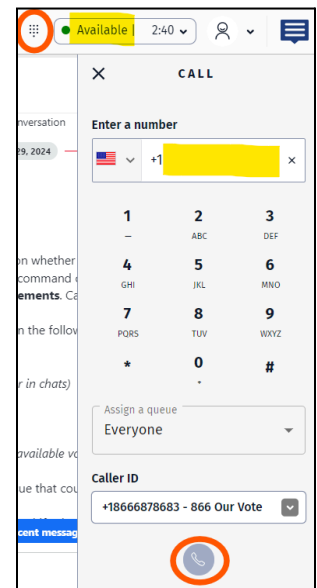 Available | 2:40
CALL
nversation
Enter a number
29, 2024
+1
×
1 2 3
— ABC DEF
on whether
4 5 6
command
GHI JKL MNO
ements. Ca
7 8 9
n the follow
PQRS TUV WXYZ
* 0 #
r in chats)
Assign a queue
Everyone
available vo
Caller ID
ue that cou
+18666878683 - 866 Our Vote
cent messag